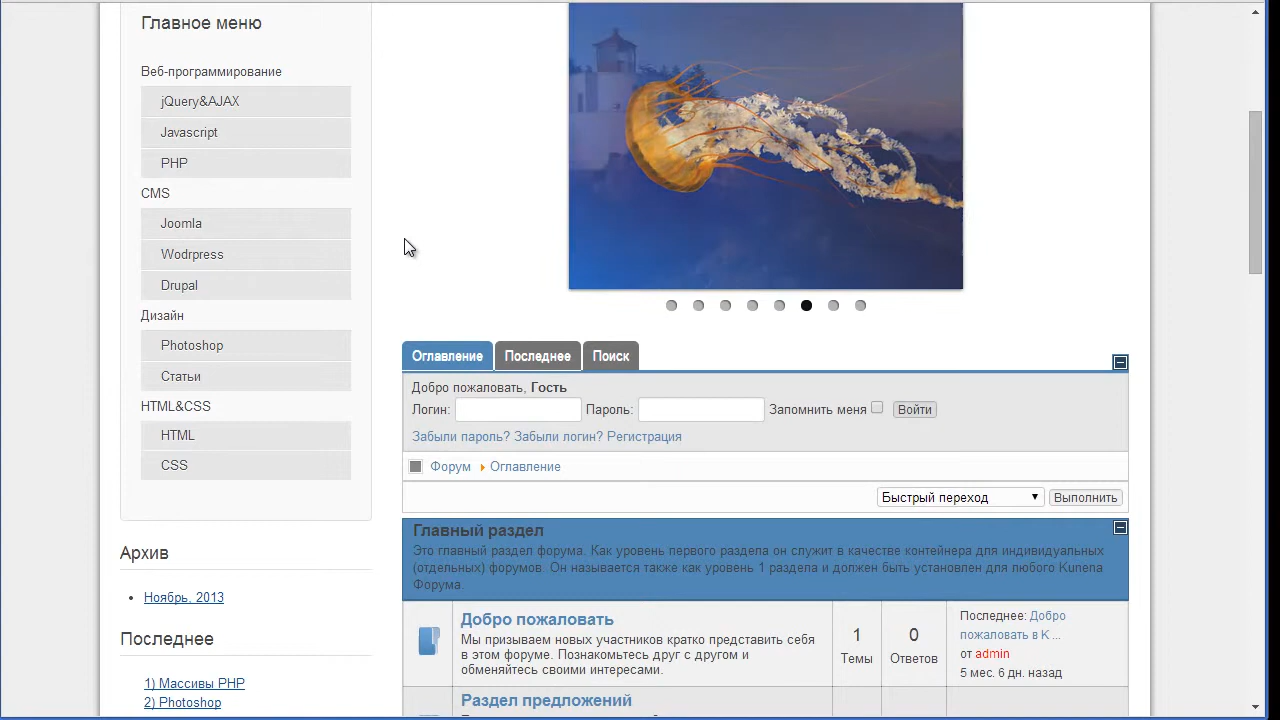 Главное меню
Веб-программирование
jQuery&AJAX
Javascript
PHP
CMS
Joomla
Wodrpress
Drupal
Дизайн
Photoshop
Статьи
HTML&CSS
HTML
CSS
Архив
Ноябрь, 2013
Последнее
1) Массивы PHP
2) Photoshop
Оглавление Последнее Поиск
Добро пожаловать, Гость
Логин: Пароль: Запомнить меня Войти
Забыли пароль? Забыли логин? Регистрация
Форум Оглавление
Быстрый переход Выполнить
Главный раздел
Это главный раздел форума. Как уровень первого раздела он служит в качестве контейнера для индивидуальных
(отдельных) форумов. Он называется также как уровень 1 раздела и должен быть установлен для любого Kunena
Форума.
Добро пожаловать
Мы призываем новых участников кратко представить себя
в этом форуме. Познакомьтесь друг с другом и
обменяйтесь своими интересами.
1
Темы
0
Ответов
Последнее: Добро
пожаловать в K ...
от admin
5 мес. 6 дн. назад
Раздел предложений